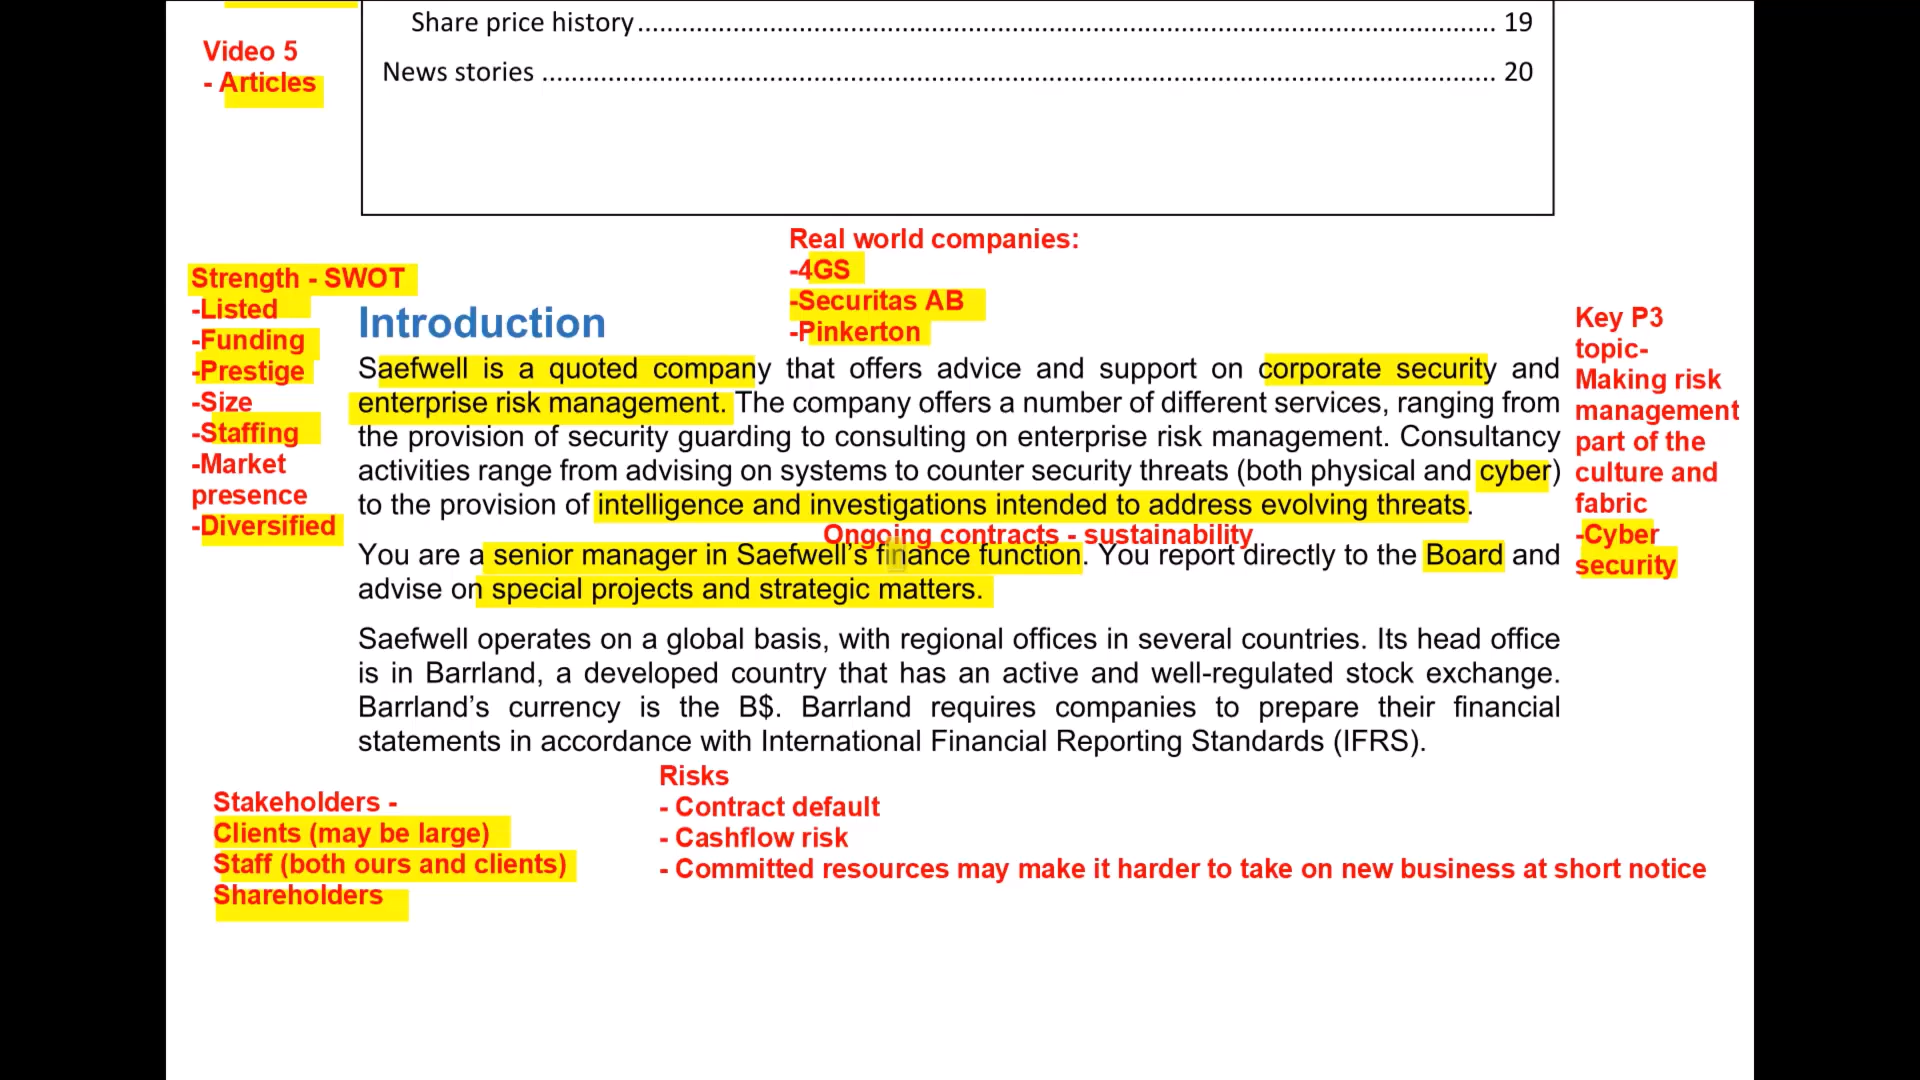 Share price history........................................................ 19
Video 5
- Articles
News stories ........................................................ 20
Real world companies:
-4GS
-Securitas AB
-Pinkerton
Strength - SWOT
-Listed
-Funding
-Prestige
-Size
-Staffing
-Market
presence
-Diversified
Introduction
Saefwell is a quoted company that offers advice and support on corporate security and
enterprise risk management. The company offers a number of different services, ranging from
the provision of security guarding to consulting on enterprise risk management. Consultancy
activities range from advising on systems to counter security threats (both physical and cyber)
to the provision of intelligence and investigations intended to address evolving threats.
Ongoing contracts - sustainability
You are a senior manager in Saefwell's finance function. You report directly to the Board and
advise on special projects and strategic matters.
Key P3
topic-
Making risk
management
part of the
culture and
fabric
-Cyber
security
Saefwell operates on a global basis, with regional offices in several countries. Its head office
is in Barrland, a developed country that has an active and well-regulated stock exchange.
Barrland's currency is the B$. Barrland requires companies to prepare their financial
statements in accordance with International Financial Reporting Standards (IFRS).
Stakeholders -
Clients (may be large)
Staff (both ours and clients)
Shareholders
Risks
- Contract default
- Cashflow risk
- Committed resources may make it harder to take on new business at short notice